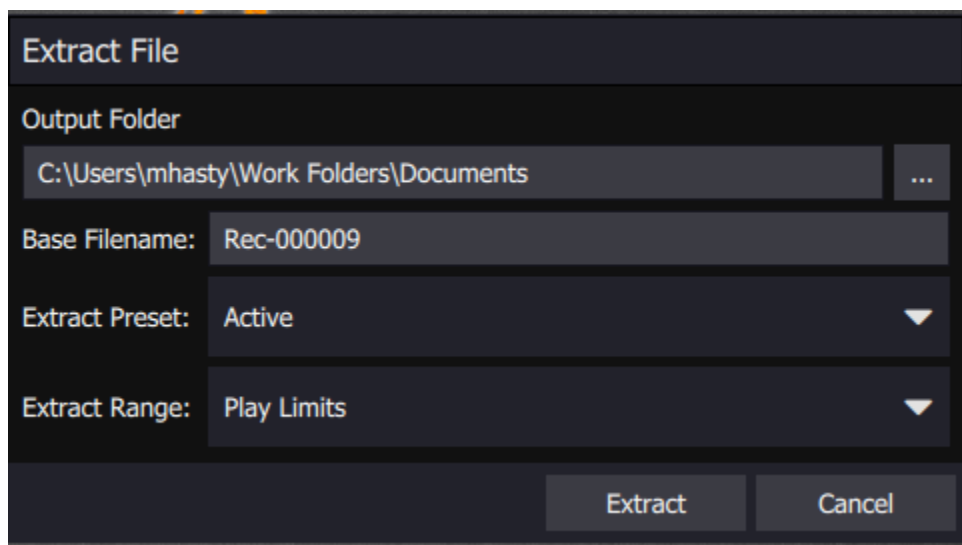 Extract File
Output Folder
C:\Users\mhasty\Work Folders\Documents ...
Base Filename: Rec-000009
Extract Preset: Active
Extract Range: Play Limits
Extract Cancel